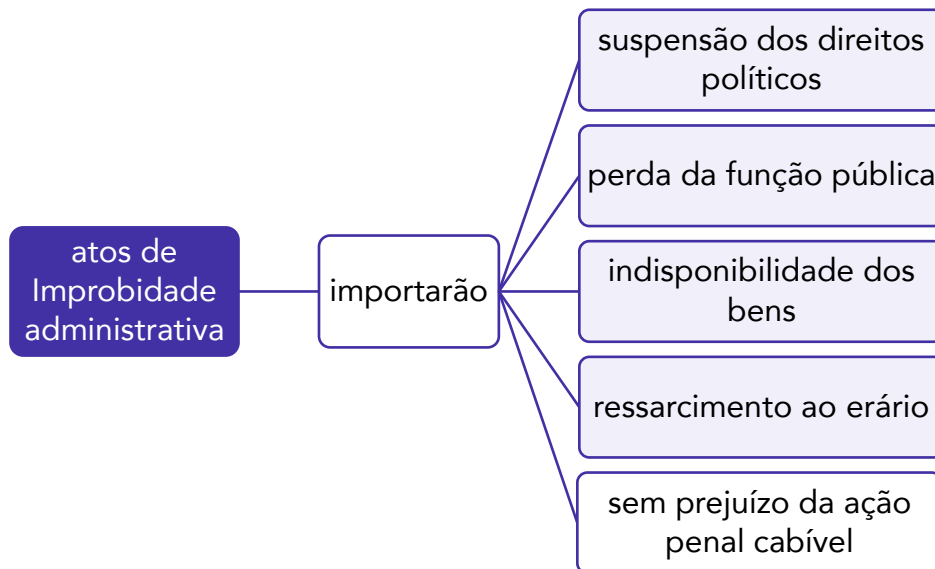 atos de
Improbidade
administrativa
importarão
suspensão dos direitos
políticos
perda da função pública
indisponibilidade dos
bens
ressarcimento ao erário
sem prejuízo da ação
penal cabível